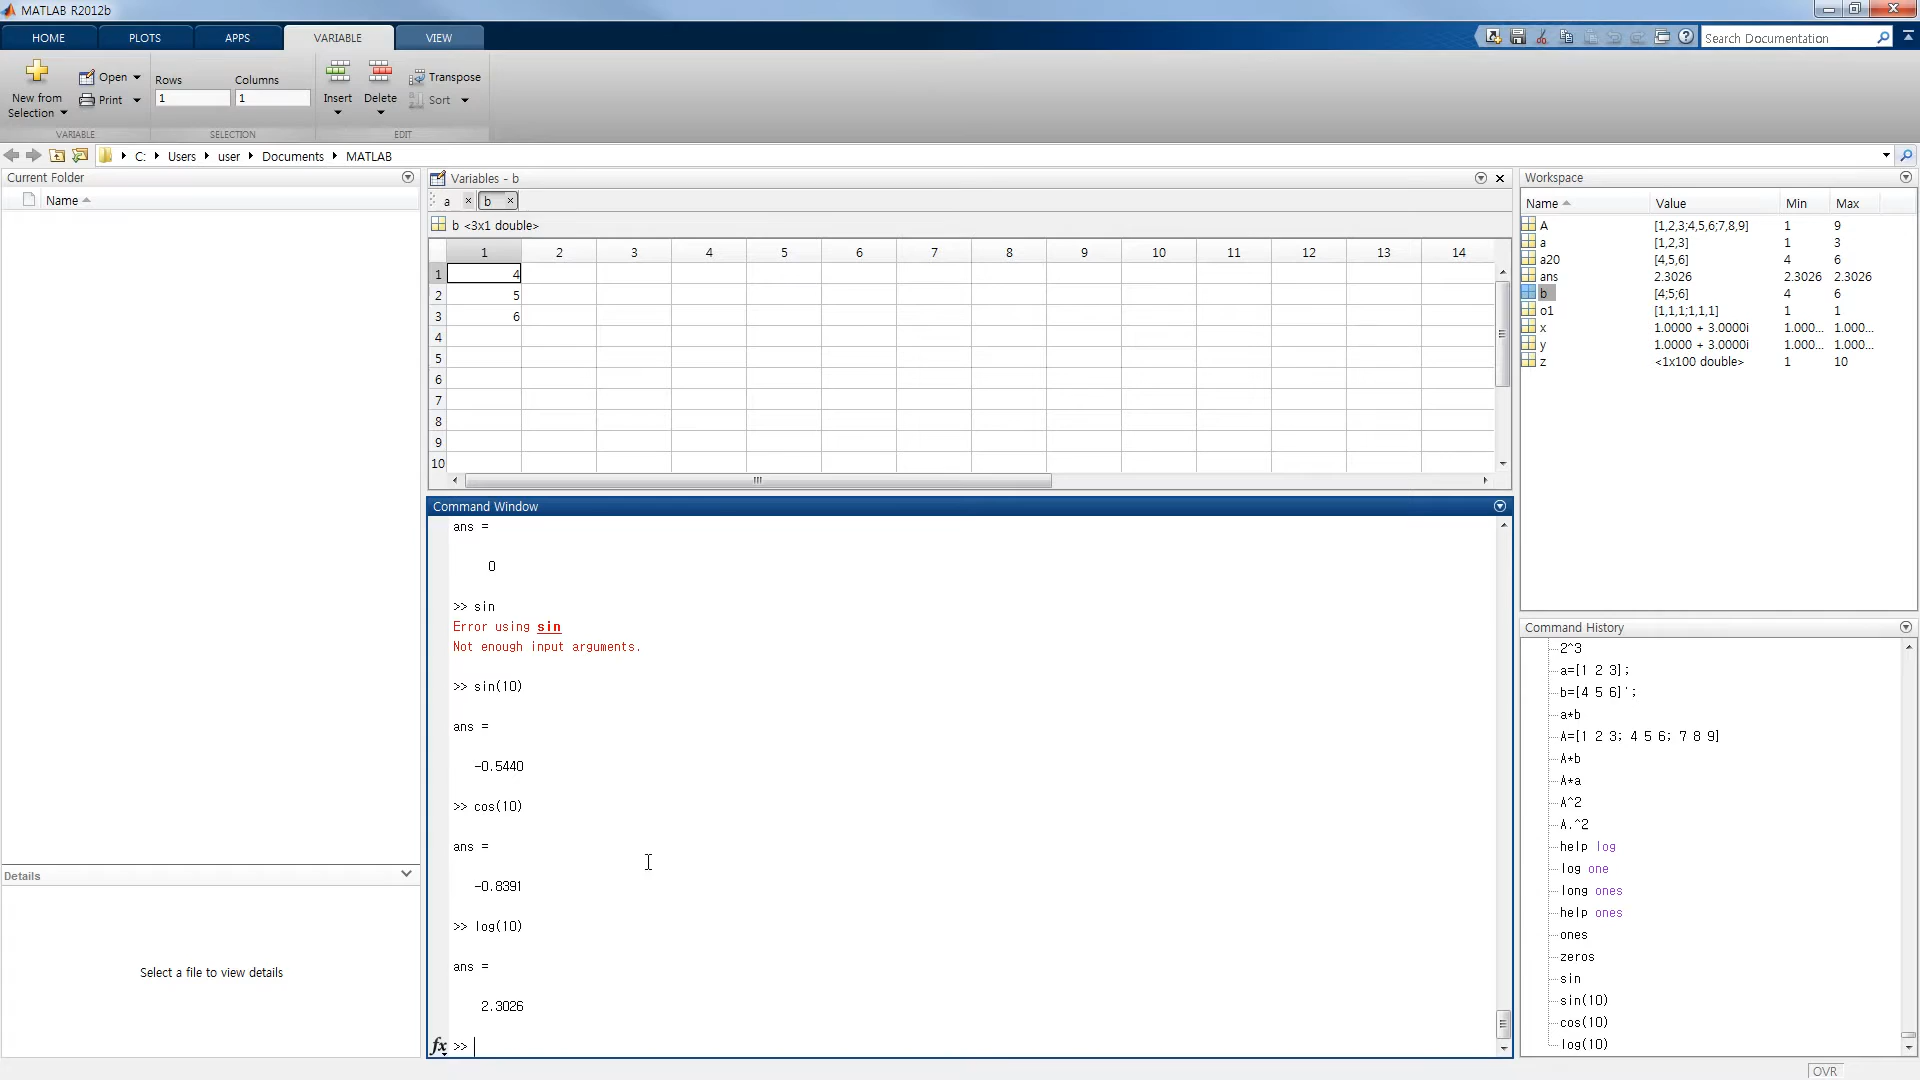 MATLAB R2012b
HOME PLOTS APPS VARIABLE VIEW
Search Documentation
New from Selection
Open
Print
Rows
1
Columns
1
Insert
Delete
Transpose
Sort
VARIABLE SELECTION EDIT
C: Users user Documents MATLAB
Current Folder
Name
Details
Select a file to view details
Variables - b
a b
b <3x1 double>
1 2 3 4 5 6 7 8 9 10 11 12 13 14
1 4
2 5
3 6
4
5
6
7
8
9
10
Command Window
ans =
0
>> sin
Error using sin
Not enough input arguments.
>> sin(10)
ans =
-0.5440
>> cos(10)
ans =
-0.8391
>> log(10)
ans =
2.3026
fx >>
Workspace
Name Value Min Max
A [1,2,3;4,5,6;7,8,9] 1 9
a [1,2,3] 1 3
a20 [4,5,6] 4 6
ans 2.3026 2.3026 2.3026
b [4;5;6] 4 6
o1 [1,1,1;1,1,1] 1 1
x 1.0000 + 3.0000i 1.000... 1.000...
y 1.0000 + 3.0000i 1.000... 1.000...
z <1x100 double> 1 10
Command History
2^3
a=[1 2 3];
b=[4 5 6]';
a*b
A=[1 2 3; 4 5 6; 7 8 9]
A*b
A*a
A^2
A.^2
help log
log one
long ones
help ones
ones
zeros
sin
sin(10)
cos(10)
log(10)
OVR